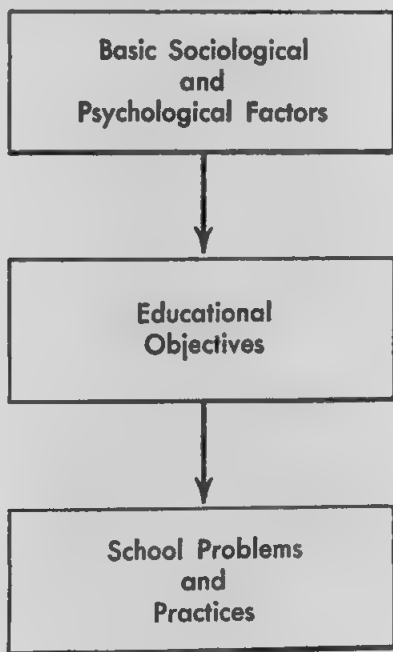 Basic Sociological
and
Psychological Factors
Educational
Objectives
School Problems
and
Practices